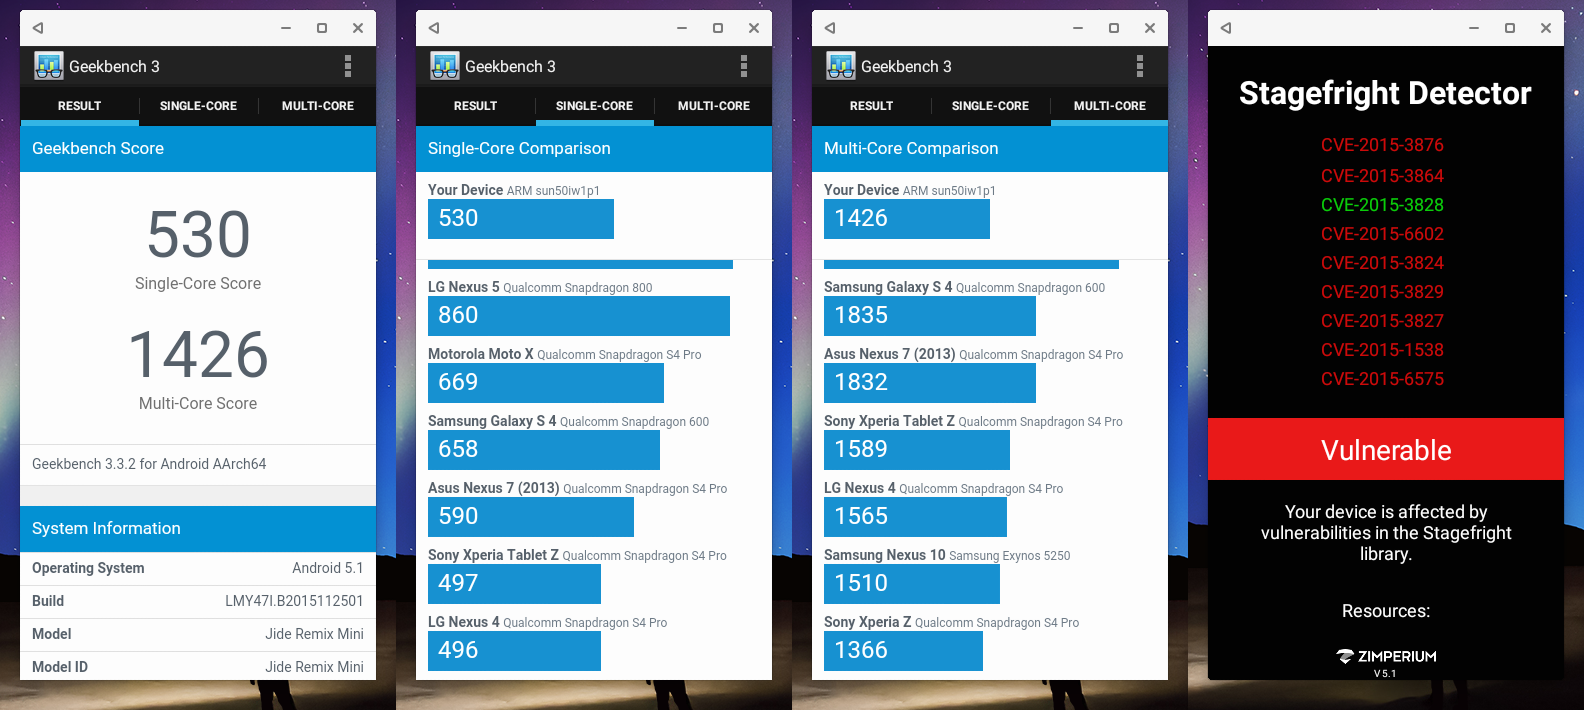 Geekbench 3
RESULT
SINGLE-CORE
MULTI-CORE
Geekbench Score
530
Single-Core Score
1426
Multi-Core Score
Geekbench 3.3.2 for Android AArch64
System Information
Operating System Android 5.1
Build LMY47I.B2015112501
Model Jide Remix Mini
Model ID Jide Remix Mini
Geekbench 3
RESULT
SINGLE-CORE
MULTI-CORE
Single-Core Comparison
Your Device ARM sun50iw1p1
530
LG Nexus 5 Qualcomm Snapdragon 800
860
Motorola Moto X Qualcomm Snapdragon S4 Pro
669
Samsung Galaxy S 4 Qualcomm Snapdragon 600
658
Asus Nexus 7 (2013) Qualcomm Snapdragon S4 Pro
590
Sony Xperia Tablet Z Qualcomm Snapdragon S4 Pro
497
LG Nexus 4 Qualcomm Snapdragon S4 Pro
496
Geekbench 3
RESULT
SINGLE-CORE
MULTI-CORE
Multi-Core Comparison
Your Device ARM sun50iw1p1
1426
Samsung Galaxy S 4 Qualcomm Snapdragon 600
1835
Asus Nexus 7 (2013) Qualcomm Snapdragon S4 Pro
1832
Sony Xperia Tablet Z Qualcomm Snapdragon S4 Pro
1589
LG Nexus 4 Qualcomm Snapdragon S4 Pro
1565
Samsung Nexus 10 Samsung Exynos 5250
1510
Sony Xperia Z Qualcomm Snapdragon S4 Pro
1366
Stagefright Detector
CVE-2015-3876
CVE-2015-3864
CVE-2015-3828
CVE-2015-6602
CVE-2015-3824
CVE-2015-3829
CVE-2015-3827
CVE-2015-1538
CVE-2015-6575
Vulnerable
Your device is affected by
vulnerabilities in the Stagefright
library.
Resources:
ZIMPERIUM
V 5.1